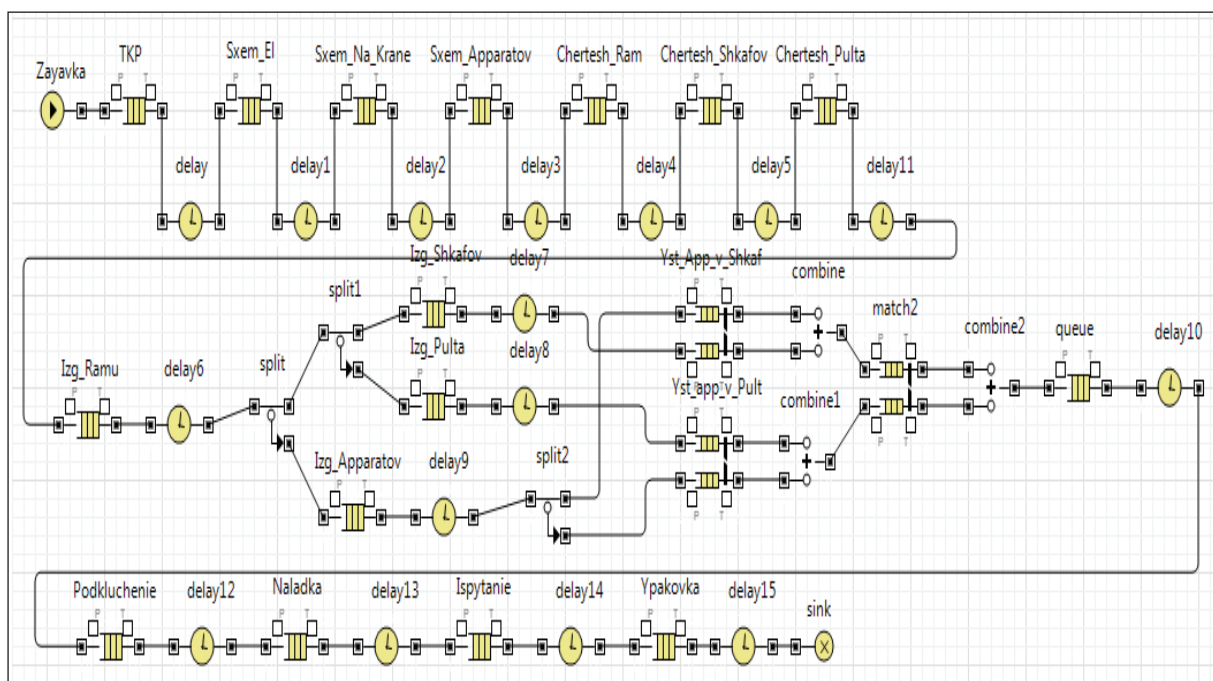 TKP
Sxem_El
Sxem_Na_Krane
Sxem_Apparatov
Chertesh_Ram
Chertesh_Shkafov
Chertesh_Pulta
Zayavka
delay
delay1
delay2
delay3
delay4
delay5
delay11
Izg_Shkafov
delay7
Yst_App_v_Shkaf
combine
split1
match2
Izg_Pulta
delay8
combine2
queue
delay10
Izg_Ramu
delay6
split
Yst_app_v_Pult
combine1
Izg_Apparatov
delay9
split2
Podkluchenie
delay12
Naladka
delay13
Ispytanie
delay14
Ypakovka
delay15
sink